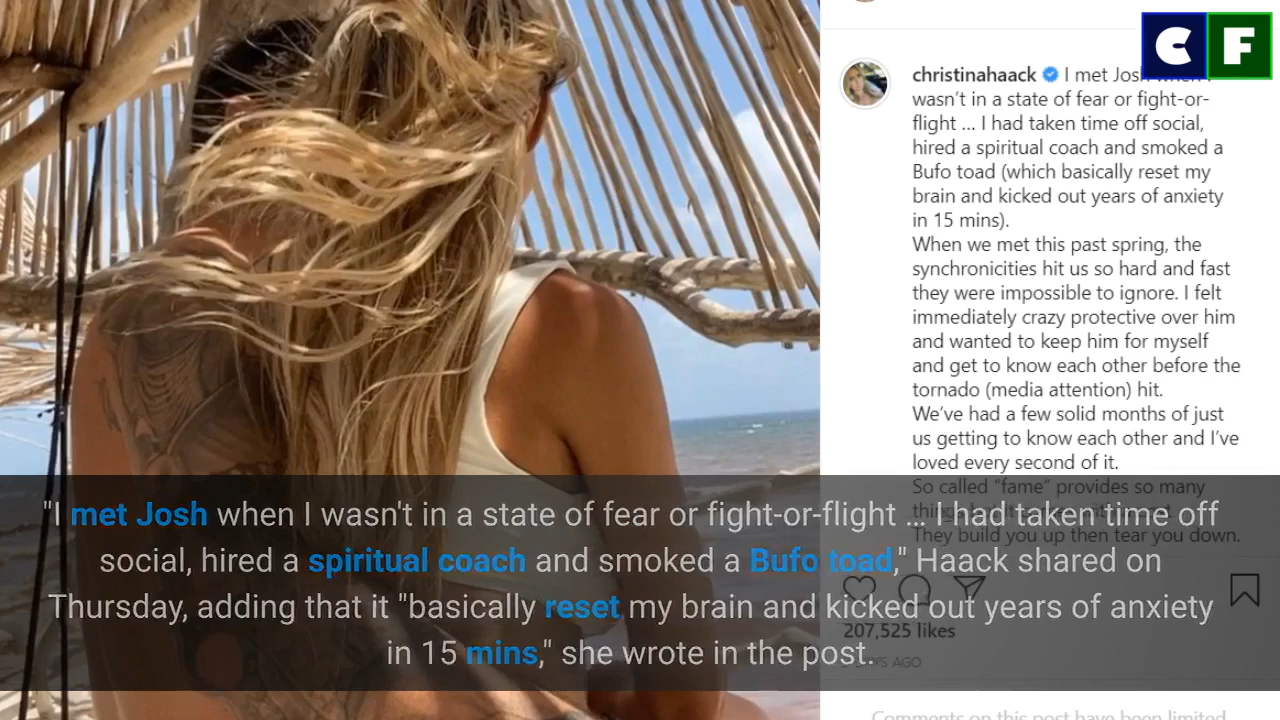 C F
christinahaack I met Josh when I
wasn't in a state of fear or fight-or-
flight ... I had taken time off social,
hired a spiritual coach and smoked a
Bufo toad (which basically reset my
brain and kicked out years of anxiety
in 15 mins).
When we met this past spring, the
synchronicities hit us so hard and fast
they were impossible to ignore. I felt
immediately crazy protective over him
and wanted to keep him for myself
and get to know each other before the
tornado (media attention) hit.
We've had a few solid months of just
us getting to know each other and I've
loved every second of it.
So called "fame" provides so many
They build you up then tear you down.
"I met Josh when I wasn't in a state of fear or fight-or-flight ... I had taken time off
social, hired a spiritual coach and smoked a Bufo toad," Haack shared on
Thursday, adding that it "basically reset my brain and kicked out years of anxiety
in 15 mins," she wrote in the post.
207,525 likes
AGO
Comments on this post have been limited